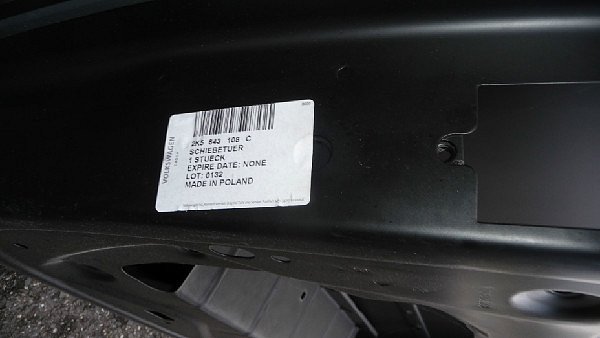 VOLKSWAGEN
2K5 843 108 C
SCHIEBETUER
1 STUECK
EXPIRE DATE: NONE
LOT: 0132
MADE IN POLAND